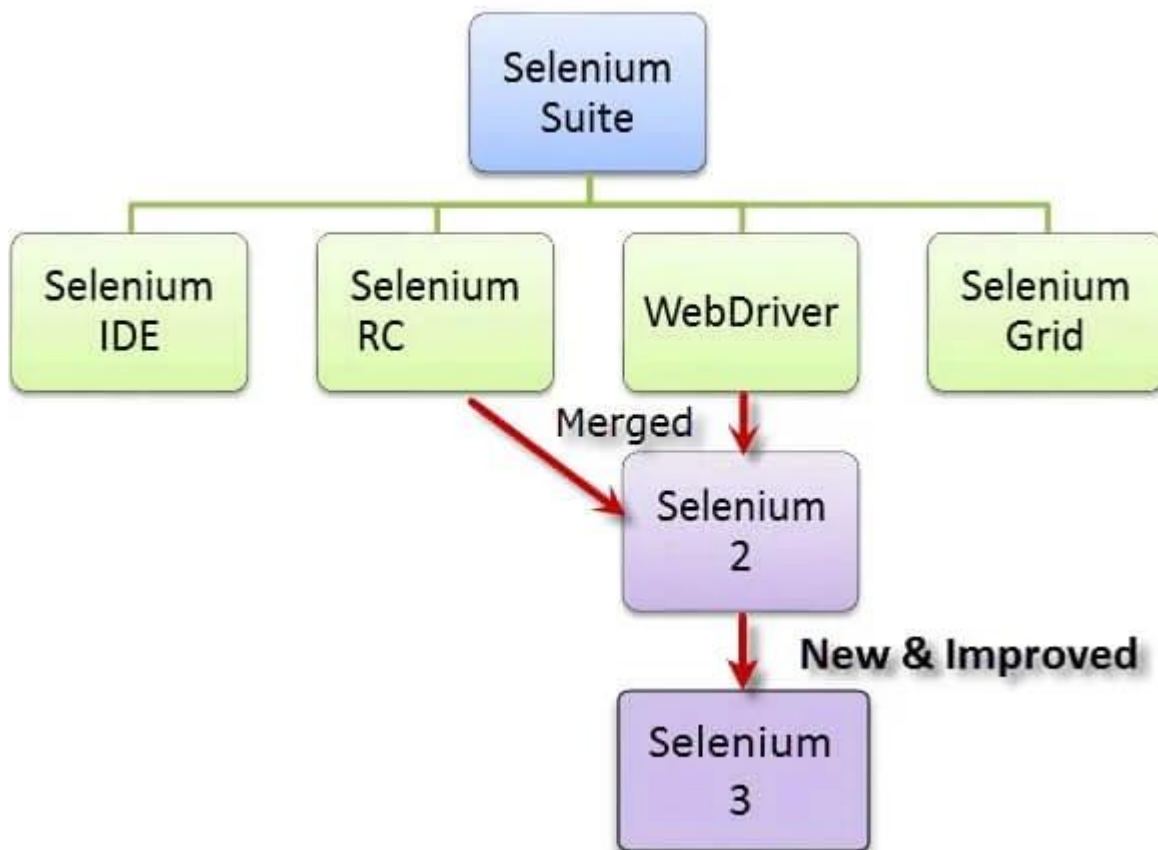 Selenium
Suite
Selenium
IDE
Selenium
RC
WebDriver
Selenium
Grid
Merged
Selenium
2
New & Improved
Selenium
3